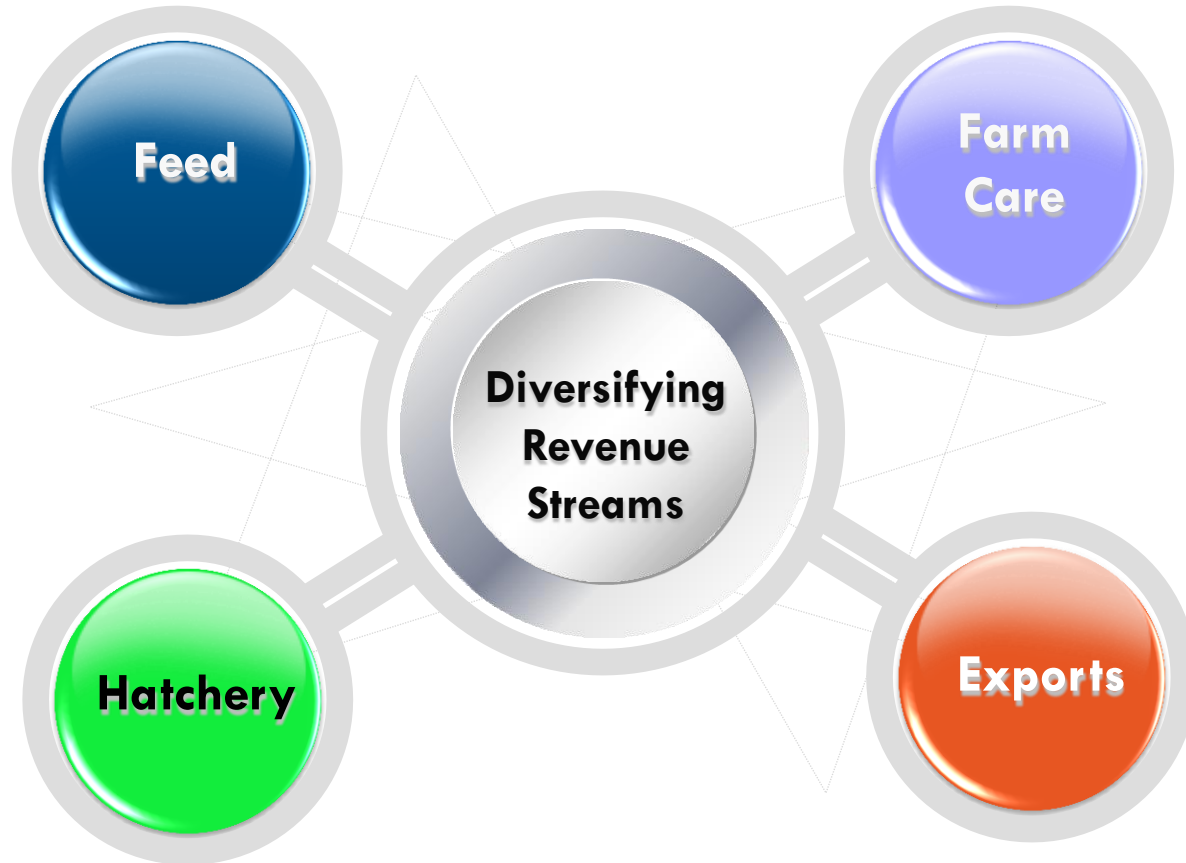 Feed
Farm
Care
Diversifying
Revenue
Streams
Hatchery
Exports